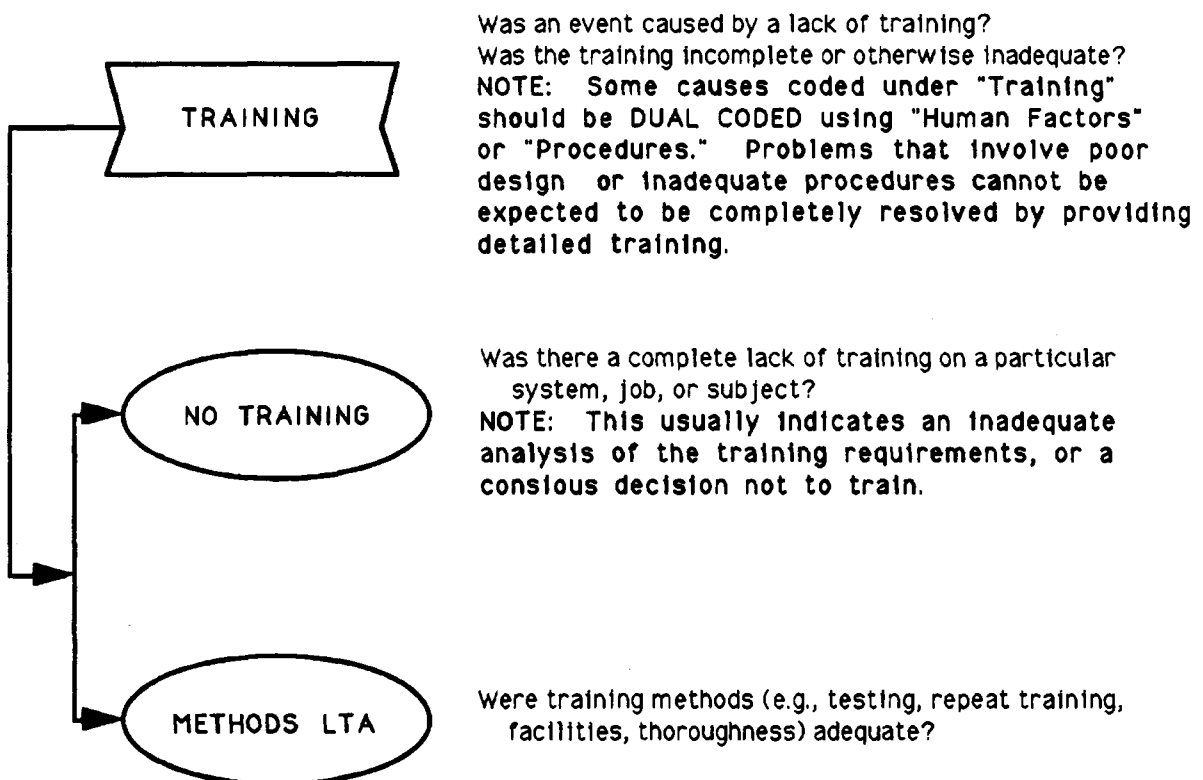 Was an event caused by a lack of training?
Was the training incomplete or otherwise inadequate?
NOTE: Some causes coded under "Training"
should be DUAL CODED using "Human Factors"
or "Procedures." Problems that involve poor
design or inadequate procedures cannot be
expected to be completely resolved by providing
detailed training.
TRAINING
Was there a complete lack of training on a particular
system, job, or subject?
NOTE: This usually indicates an inadequate
analysis of the training requirements, or a
consious decision not to train.
NO TRAINING
Were training methods (e.g., testing, repeat training,
facilities, thoroughness) adequate?
METHODS LTA